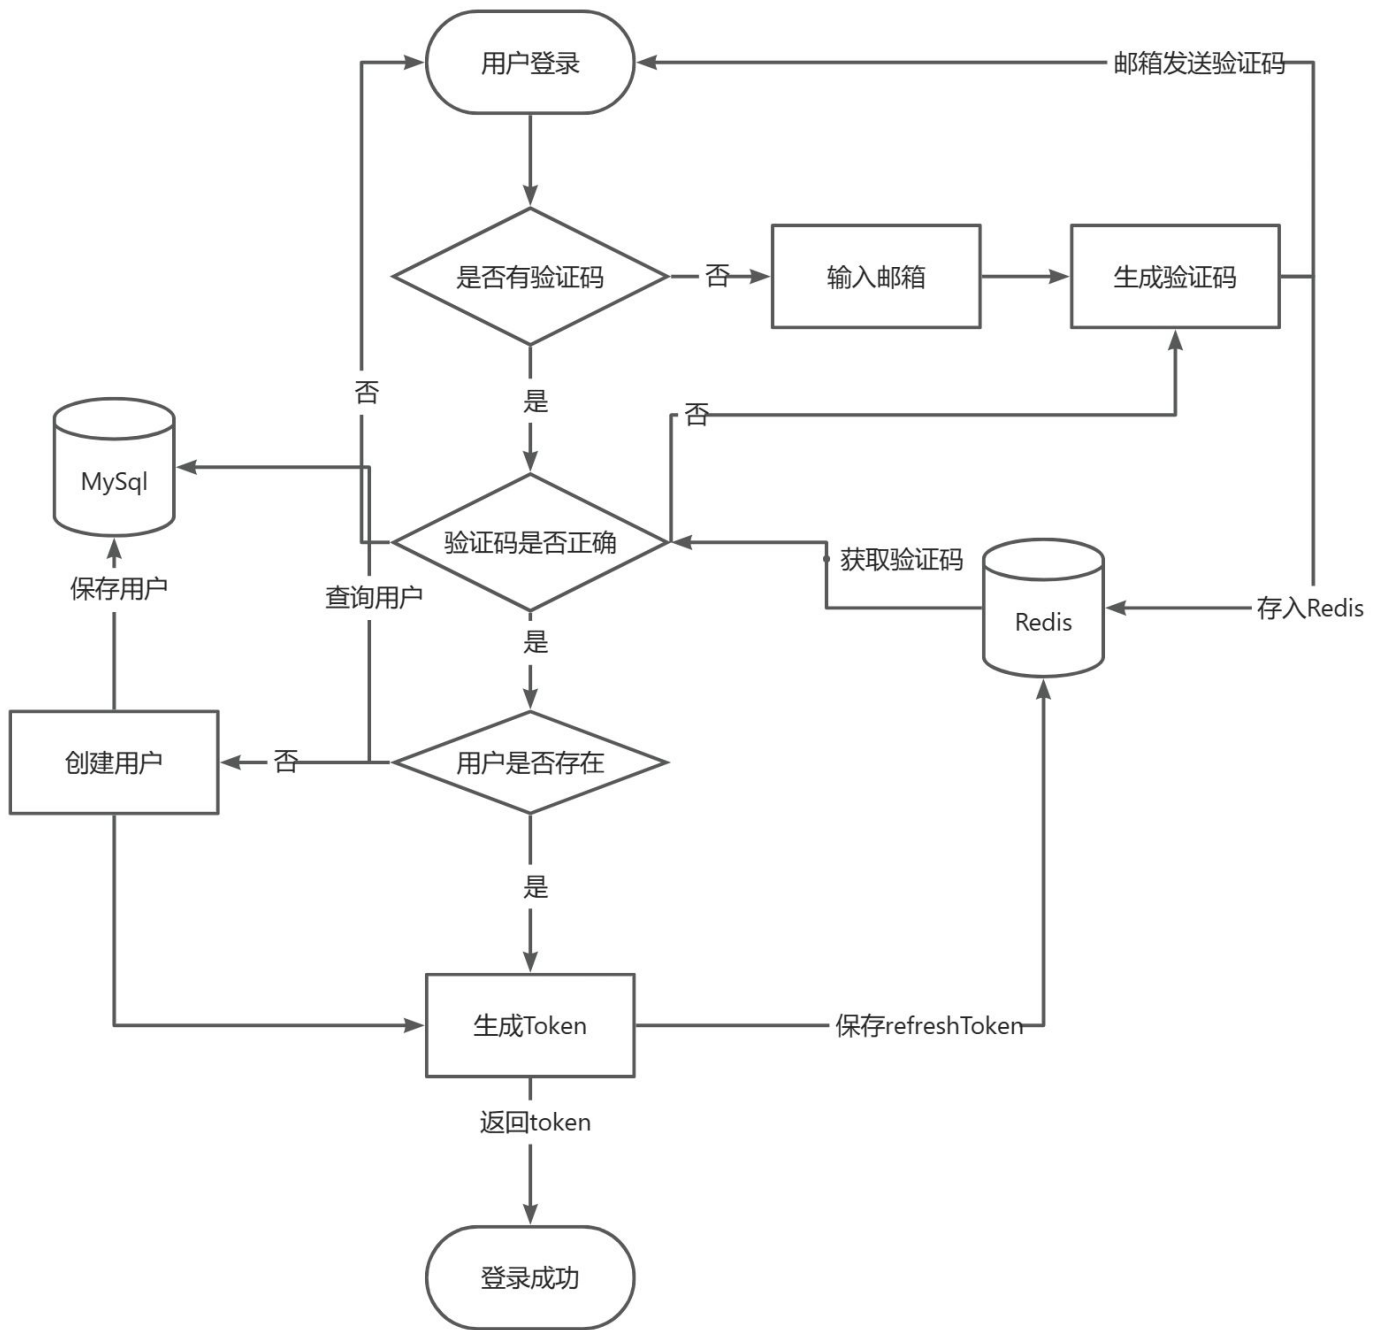 用户登录
邮箱发送验证码
是否有验证码
否
输入邮箱
生成验证码
否
是
否
MySql
验证码是否正确
获取验证码
保存用户
查询用户
存入Redis
Redis
是
创建用户
否
用户是否存在
是
生成Token
保存refreshToken
返回token
登录成功